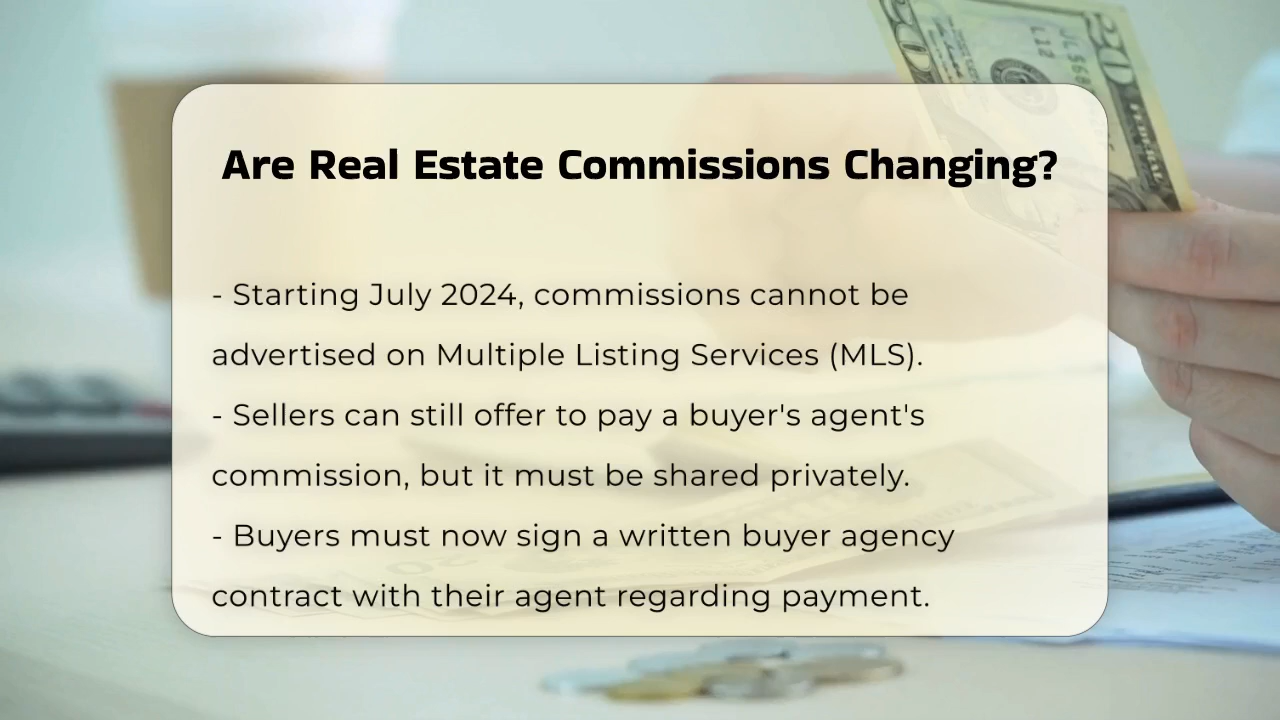 Are Real Estate Commissions Changing?
- Starting July 2024, commissions cannot be
advertised on Multiple Listing Services (MLS).
- Sellers can still offer to pay a buyer's agent's
commission, but it must be shared privately.
- Buyers must now sign a written buyer agency
contract with their agent regarding payment.